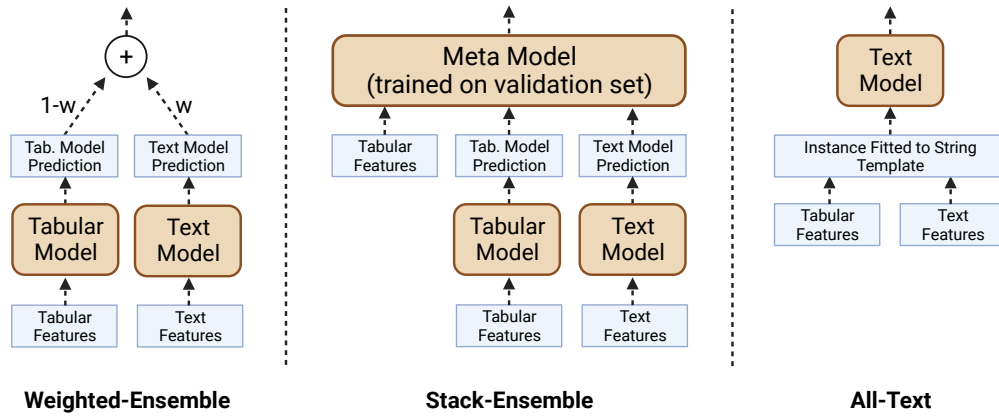 +
1-w
w
Tab. Model
Prediction
Text Model
Prediction
Tabular
Model
Text
Model
Tabular
Features
Text
Features
Weighted-Ensemble
Meta Model
(trained on validation set)
Tabular
Features
Tab. Model
Prediction
Text Model
Prediction
Tabular
Model
Text
Model
Tabular
Features
Text
Features
Stack-Ensemble
Text
Model
Instance Fitted to String
Template
Tabular
Features
Text
Features
All-Text